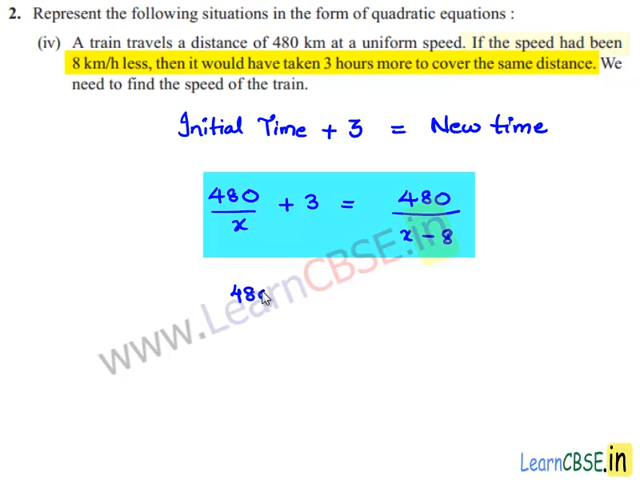 2. Represent the following situations in the form of quadratic equations :
(iv) A train travels a distance of 480 km at a uniform speed. If the speed had been
8 km/h less, then it would have taken 3 hours more to cover the same distance. We
need to find the speed of the train.
Initial Time + 3 = New time
480/x + 3 = 480/(x - 8)
480
www.LearnCBSE.in
LearnCBSE.in